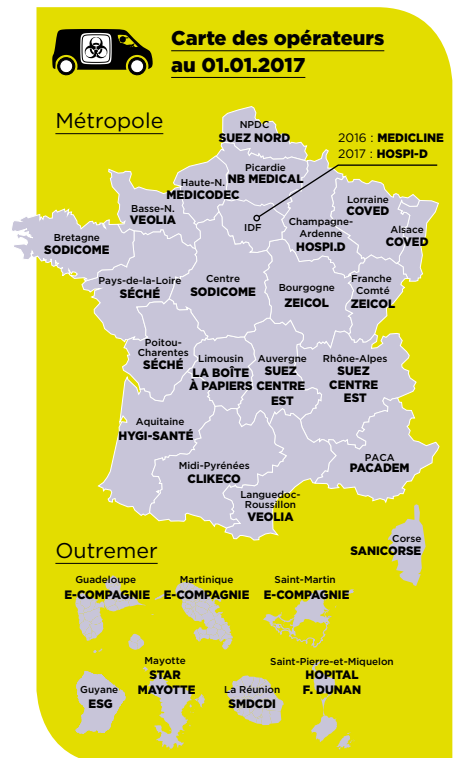 Carte des opérateurs
au 01.01.2017
Métropole
NPDC
SUEZ NORD
2016 : MEDICLINE
2017 : HOSPI-D
Picardie
NB MEDICAL
Haute-N.
MEDICODEC
Basse-N.
VEOLIA
IDF
Lorraine
COVED
Champagne-
Ardenne
HOSPI.D
Alsace
COVED
Bretagne
SODICOME
Pays-de-la-Loire
SÉCHÉ
Centre
SODICOME
Bourgogne
ZEICOL
Franche
Comté
ZEICOL
Poitou-
Charentes
SÉCHÉ
Limousin
LA BOÎTE
À PAPIERS
Auvergne
SUEZ
CENTRE
EST
Rhône-Alpes
SUEZ
CENTRE
EST
Aquitaine
HYGI-SANTÉ
Midi-Pyrénées
CLIKECO
PACA
PACADEM
Languedoc-
Roussillon
VEOLIA
Corse
SANICORSE
Outremer
Guadeloupe
E-COMPAGNIE
Martinique
E-COMPAGNIE
Saint-Martin
E-COMPAGNIE
Guyane
ESG
Mayotte
STAR
MAYOTTE
La Réunion
SMDCDI
Saint-Pierre-et-Miquelon
HOPITAL
F. DUNAN